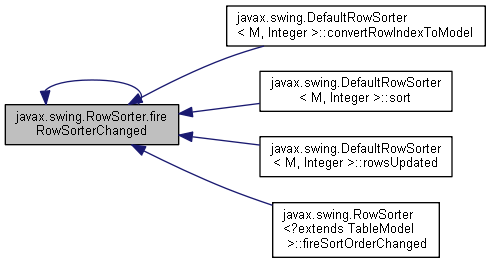 javax.swing.DefaultRowSorter
< M, Integer >::convertRowIndexToModel
javax.swing.DefaultRowSorter
< M, Integer >::sort
javax.swing.RowSorter.fire
RowSorterChanged
javax.swing.DefaultRowSorter
< M, Integer >::rowsUpdated
javax.swing.RowSorter
<?extends TableModel
>::fireSortOrderChanged